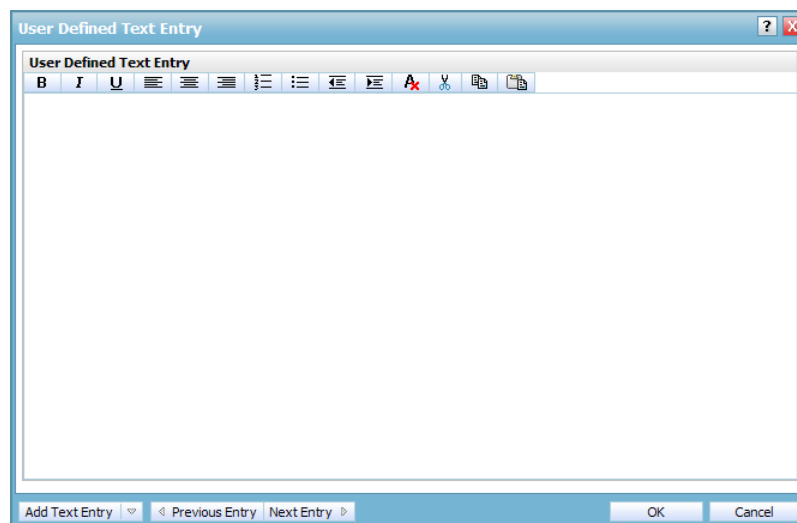 User Defined Text Entry ? X
User Defined Text Entry
B I U
Add Text Entry Previous Entry Next Entry OK Cancel